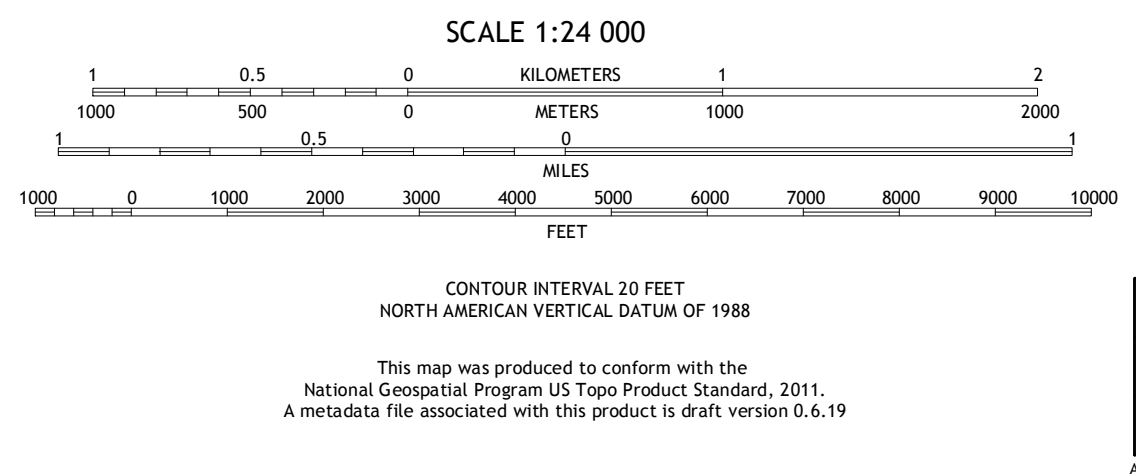 SCALE 1:24 000
1 0.5 0 KILOMETERS 1 2
1000 500 0 METERS 1000 2000
1 0.5 0 1
MILES
1000 0 1000 2000 3000 4000 5000 6000 7000 8000 9000 10000
FEET
CONTOUR INTERVAL 20 FEET
NORTH AMERICAN VERTICAL DATUM OF 1988
This map was produced to conform with the
National Geospatial Program US Topo Product Standard, 2011.
A metadata file associated with this product is draft version 0.6.19